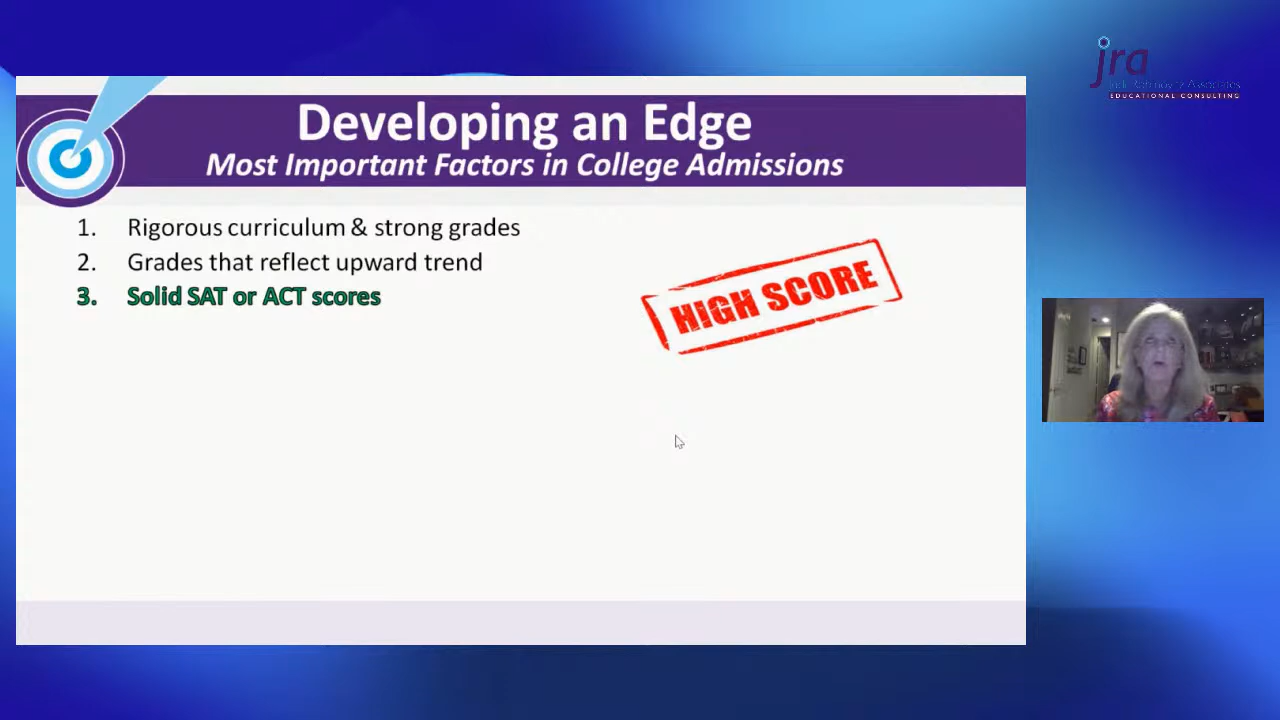 jra
Associates
EDUCATIONAL CONSULTING
Developing an Edge
Most Important Factors in College Admissions
1. Rigorous curriculum & strong grades
2. Grades that reflect upward trend
3. Solid SAT or ACT scores
HIGH SCORE